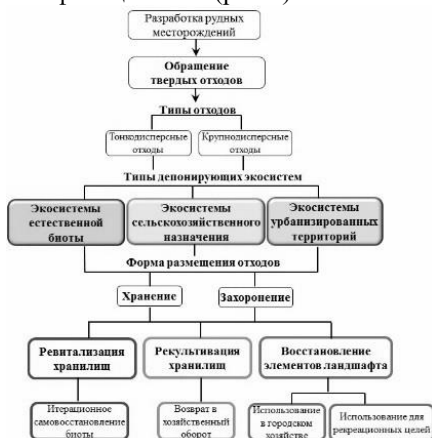 Разработка рудных
месторождений
Обращение
твердых отходов
Типы отходов
Тонкодисперсные
отходы
Крупнодисперсные
отходы
Типы депонирующих экосистем
Экосистемы
естественной
биоты
Экосистемы
сельскохозяйственного
назначения
Экосистемы
урбанизированных
территорий
Форма размещения отходов
Хранение
Захоронение
Ревитализация
хранилищ
Рекультивация
хранилищ
Восстановление
элементов ландшафта
Итерационное
самовостановление
биоты
Возврат в
хозяйственный
оборот
Использование
в городском
хозяйстве
Использование для
рекреационных целей